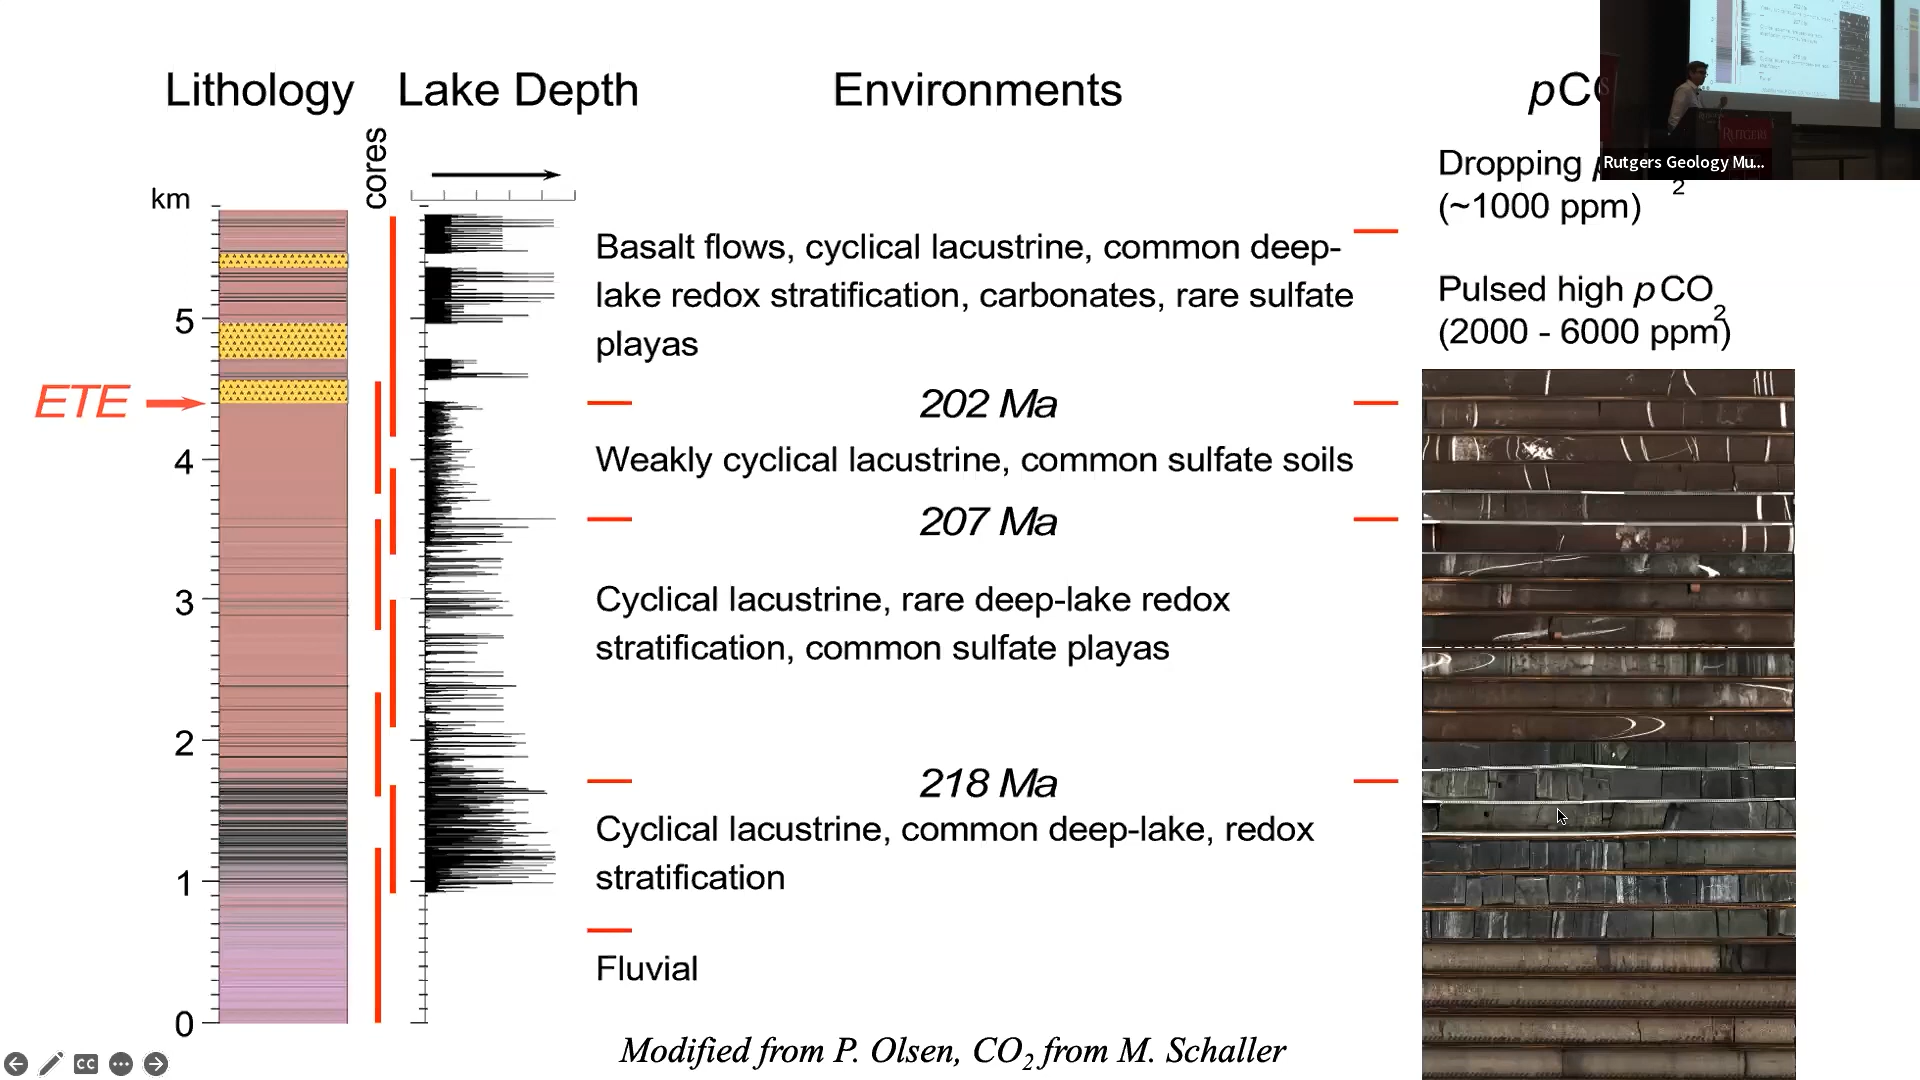 Lithology
Lake Depth
Environments
pCO
cores
km
Dropping
2
(~1000 ppm)
Rutgers Geology Mu...
RUTGERS
Basalt flows, cyclical lacustrine, common deep-
lake redox stratification, carbonates, rare sulfate
playas
Pulsed high pCO2
(2000 - 6000 ppm)
5
ETE
202 Ma
4
Weakly cyclical lacustrine, common sulfate soils
207 Ma
3
Cyclical lacustrine, rare deep-lake redox
stratification, common sulfate playas
2
218 Ma
Cyclical lacustrine, common deep-lake, redox
stratification
1
Fluvial
0
Modified from P. Olsen, CO2 from M. Schaller
CC